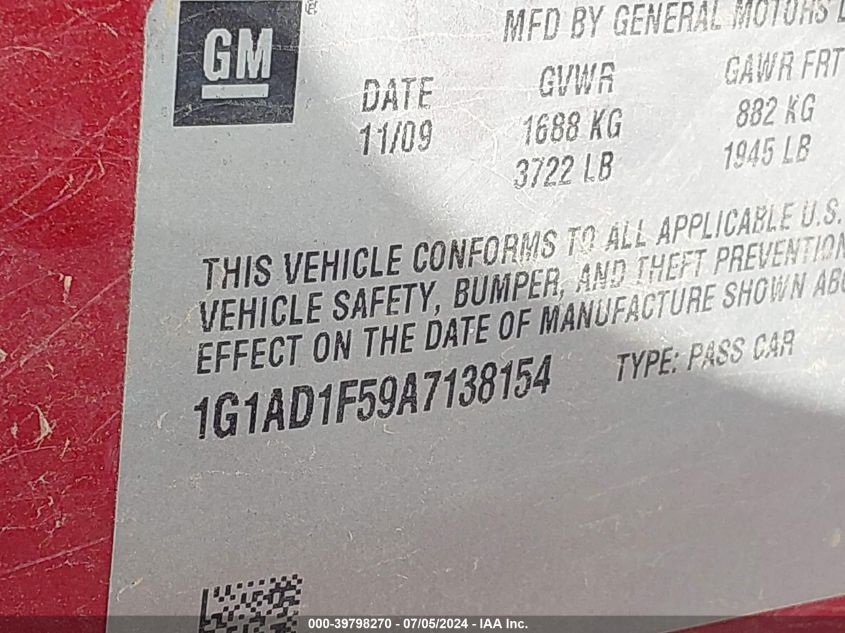 GM
MFD BY GENERAL MOTORS
DATE GVWR GAWR FRT
11/09 1688 KG 882 KG
3722 LB 1945 LB
THIS VEHICLE CONFORMS TO ALL APPLICABLE U.S.
VEHICLE SAFETY, BUMPER, AND THEFT PREVENTION
EFFECT ON THE DATE OF MANUFACTURE SHOWN
1G1AD1F59A7138154 TYPE: PASS CAR
000-39798270 - 07/05/2024 - IAA Inc.